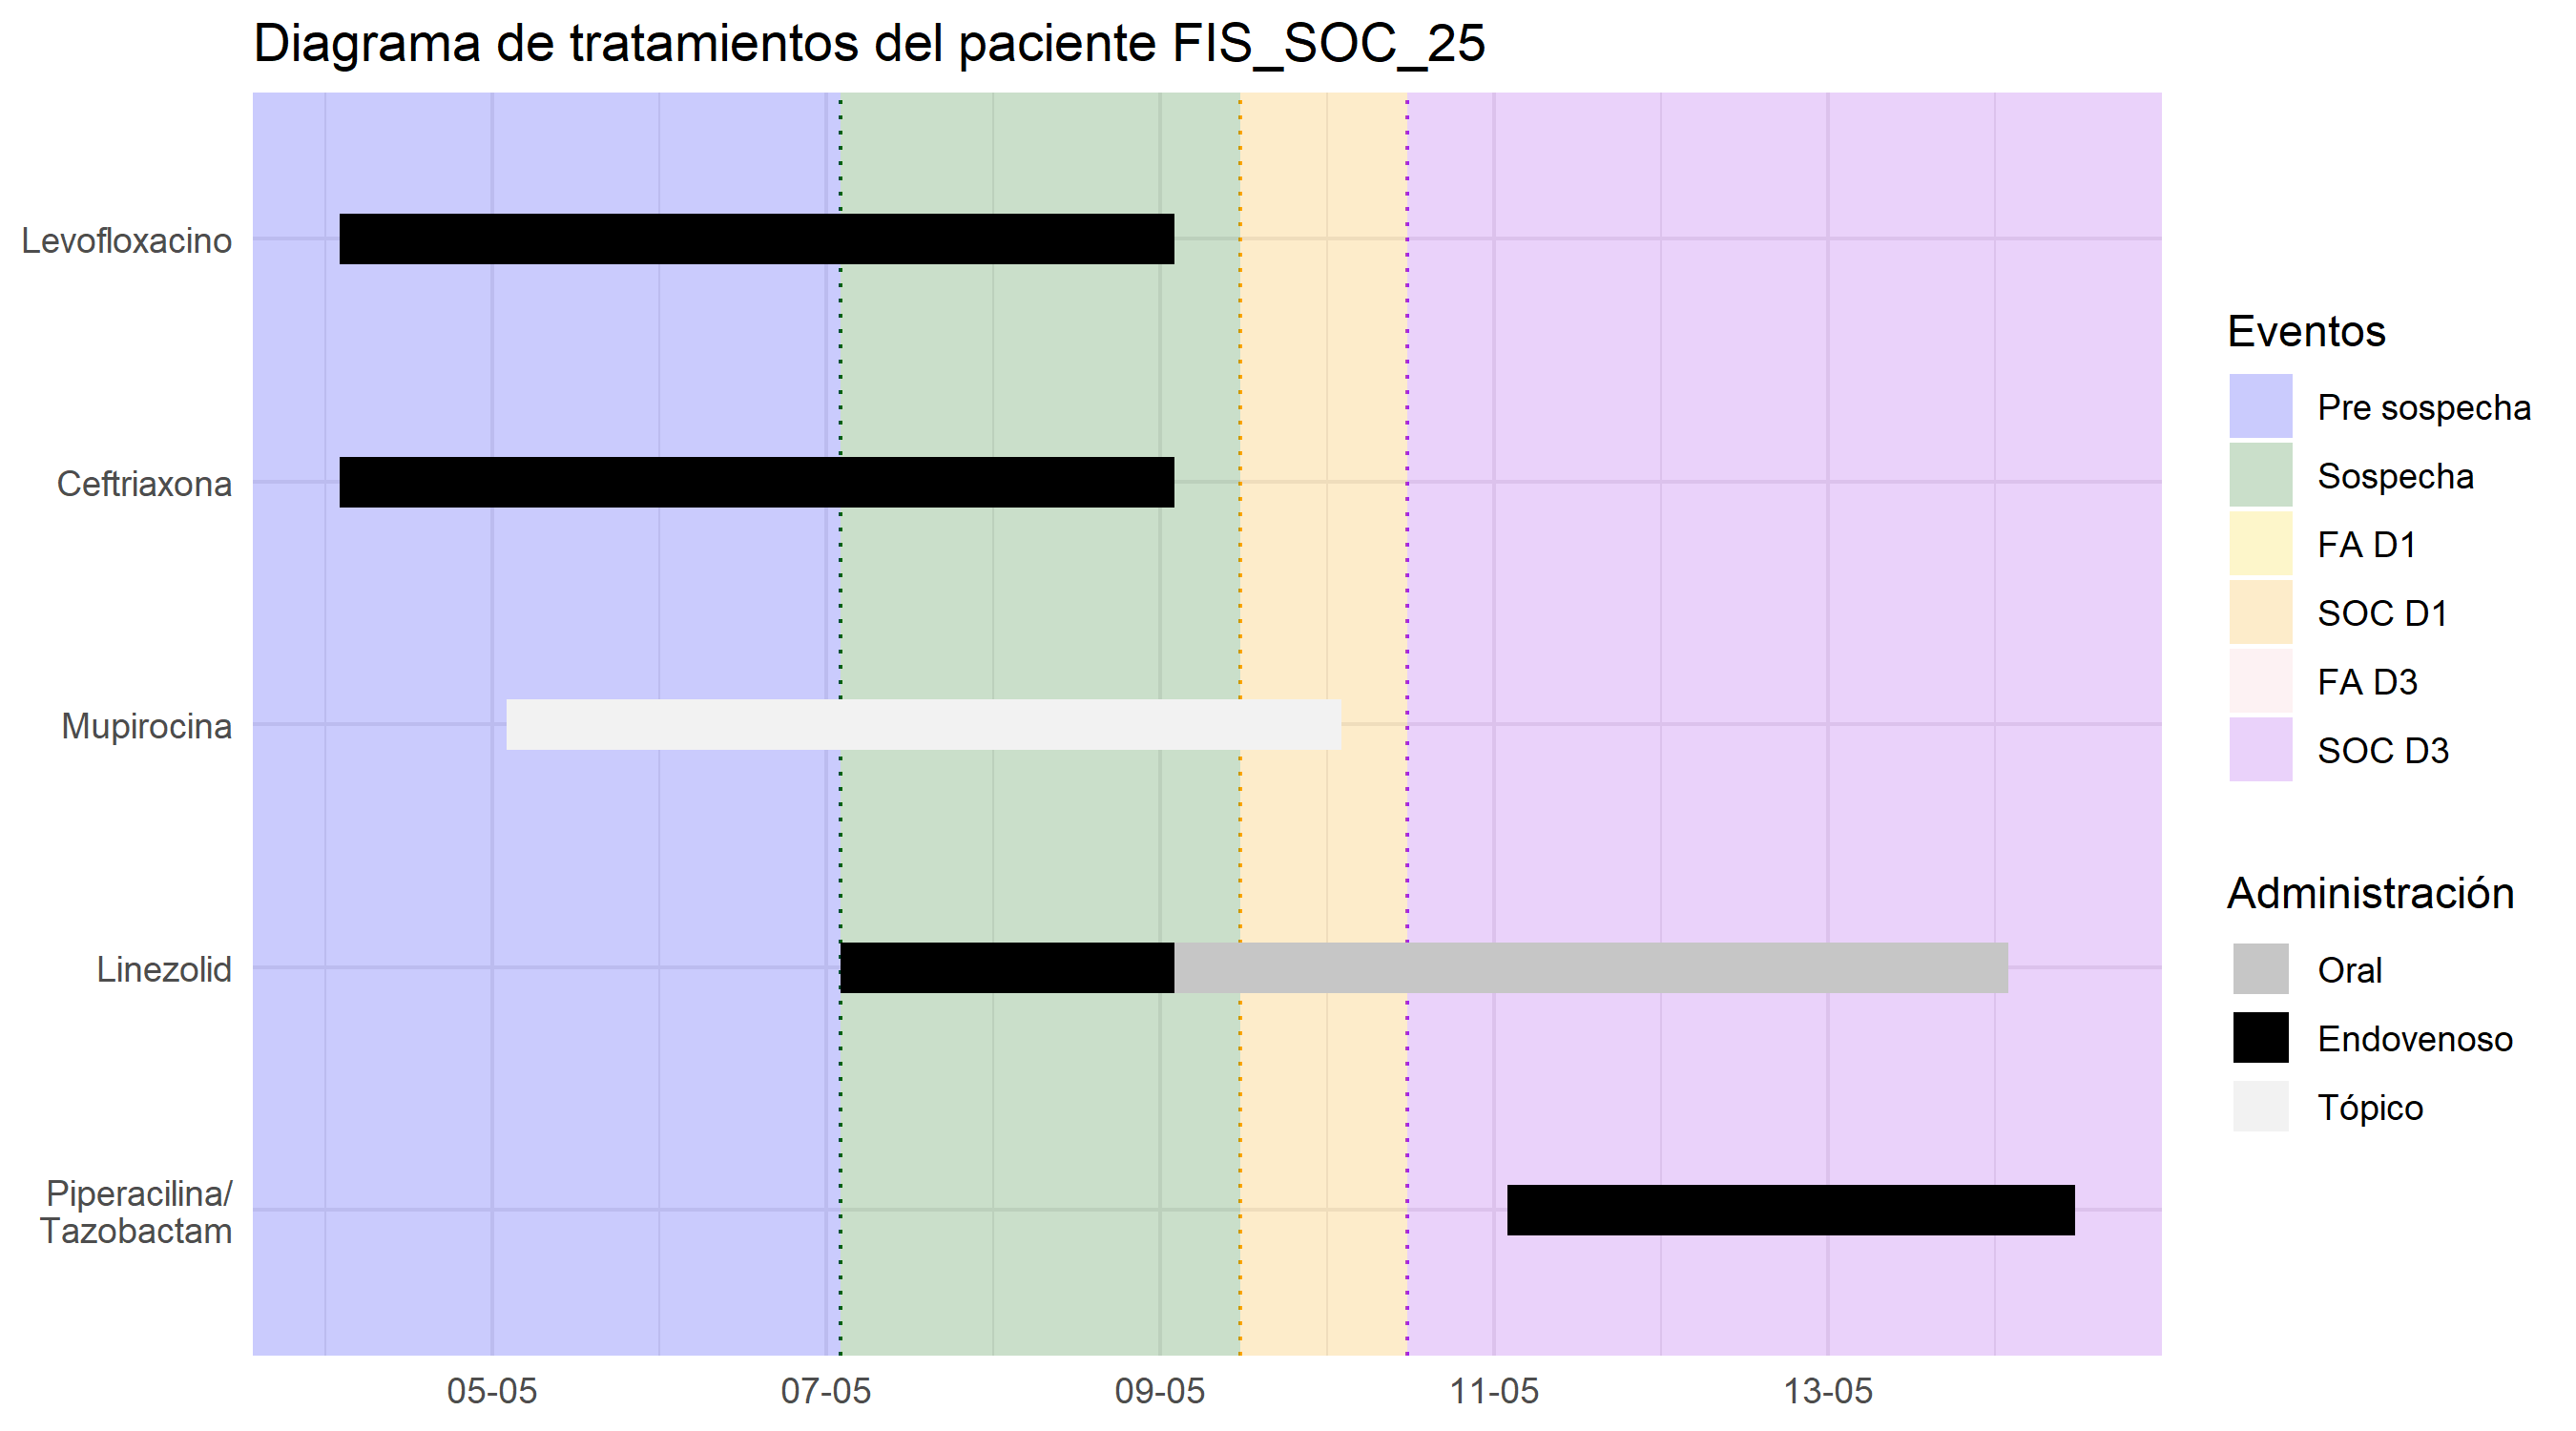 Diagrama de tratamientos del paciente FIS_SOC_25
Levofloxacino
Ceftriaxona
Mupirocina
Linezolid
Piperacilina/
Tazobactam
05-05
07-05
09-05
11-05
13-05
Eventos
Pre sospecha
Sospecha
FA D1
SOC D1
FA D3
SOC D3
Administración
Oral
Endovenoso
Tópico